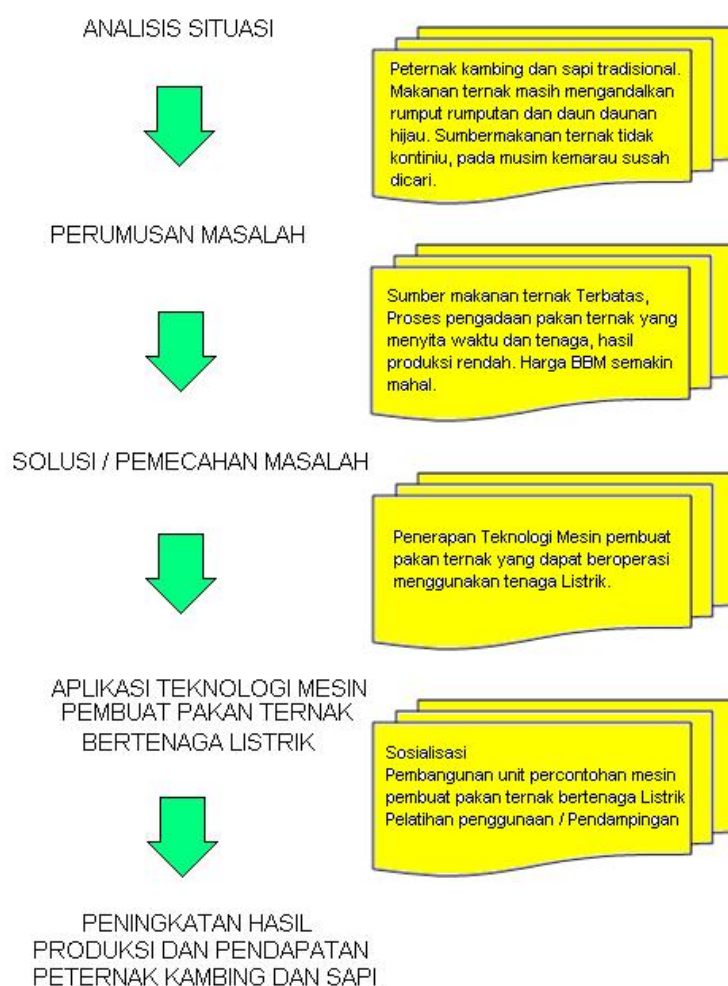 ANALISIS SITUASI
Peternak kambing dan sapi tradisional.
Makanan ternak masih mengandalkan
rumput rumputan dan daun daunan
hijau. Sumbermakanan ternak tidak
kontiniu, pada musim kemarau susah
dicari.
PERUMUSAN MASALAH
Sumber makanan ternak Terbatas,
Proses pengadaan pakan ternak yang
menyita waktu dan tenaga, hasil
produksi rendah. Harga BBM semakin
mahal.
SOLUSI / PEMECAHAN MASALAH
Penerapan Teknologi Mesin pembuat
pakan ternak yang dapat beroperasi
menggunakan tenaga Listrik.
APLIKASI TEKNOLOGI MESIN
PEMBUAT PAKAN TERNAK
BERTENAGA LISTRIK
Sosialisasi
Pembangunan unit percontohan mesin
pembuat pakan ternak bertenaga Listrik
Pelatihan penggunaan / Pendampingan
PENINGKATAN HASIL
PRODUKSI DAN PENDAPATAN
PETERNAK KAMBING DAN SAPI